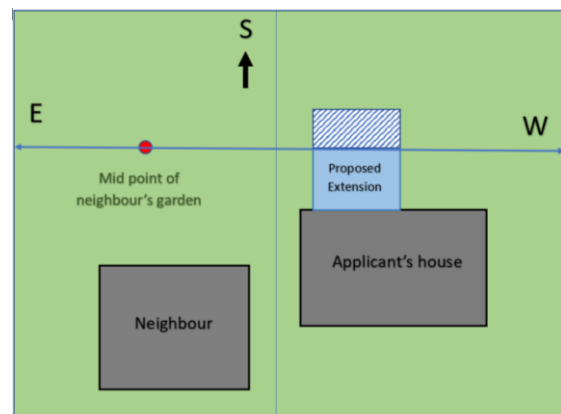 S
E
W
Mid point of
neighbour's garden
Proposed
Extension
Applicant's house
Neighbour